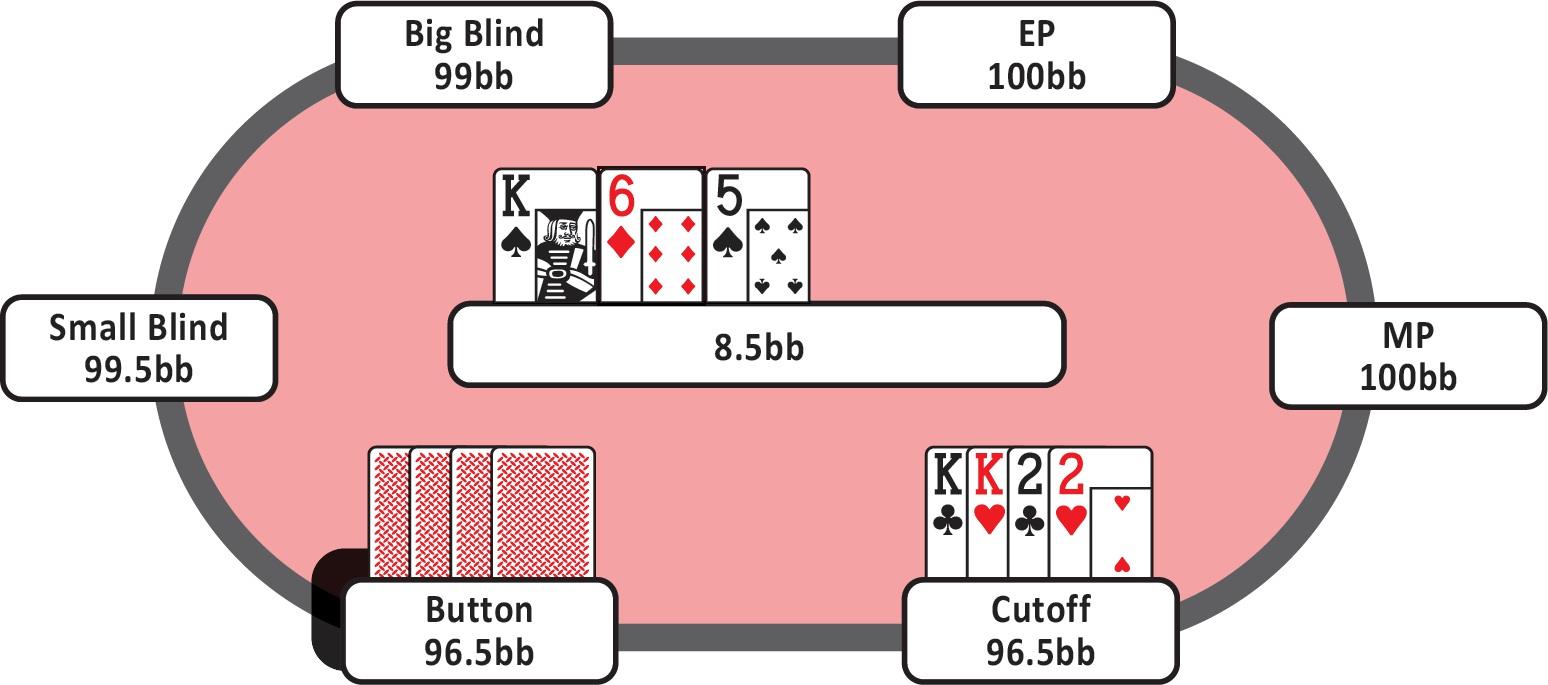 Big Blind
99bb
EP
100bb
K
6
5
Small Blind
99.5bb
8.5bb
MP
100bb
K
K
2
2
Button
96.5bb
Cutoff
96.5bb